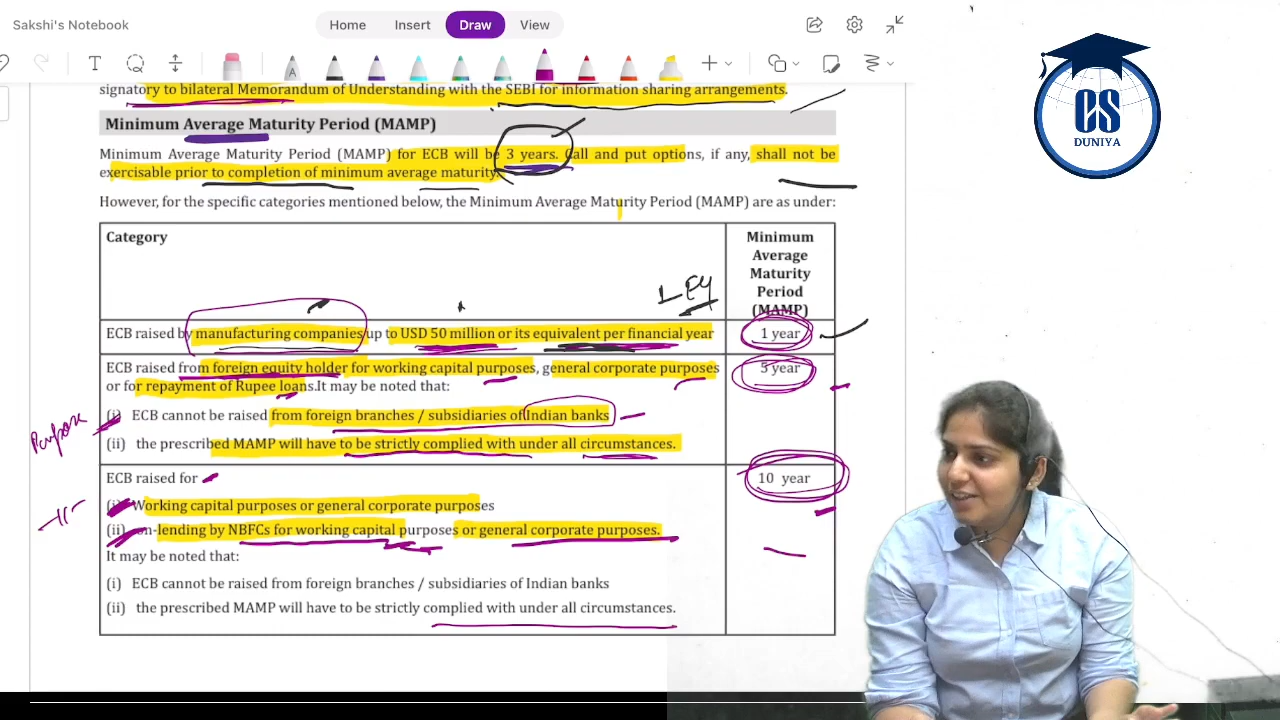 Sakshi's Notebook
Home Insert Draw View
signatory to bilateral Memorandum of Understanding with the SEBI for information sharing arrangements.
Minimum Average Maturity Period (MAMP)
Minimum Average Maturity Period (MAMP) for ECB will be 3 years. Call and put options, if any, shall not be
exercisable prior to completion of minimum average maturity.
However, for the specific categories mentioned below, the Minimum Average Maturity Period (MAMP) are as under:
Category
Minimum
Average
Maturity
Period
(MAMP)
1 FY
ECB raised by manufacturing companies up to USD 50 million or its equivalent per financial year
1 year
ECB raised from foreign equity holder for working capital purposes, general corporate purposes
or for repayment of Rupee loans.It may be noted that:
5 year
Purpose
(i) ECB cannot be raised from foreign branches / subsidiaries of Indian banks
(ii) the prescribed MAMP will have to be strictly complied with under all circumstances.
ECB raised for
10 year
(i) Working capital purposes or general corporate purposes
(ii) on-lending by NBFCs for working capital purposes or general corporate purposes.
It may be noted that:
(i) ECB cannot be raised from foreign branches / subsidiaries of Indian banks
(ii) the prescribed MAMP will have to be strictly complied with under all circumstances.
CS
DUNIYA